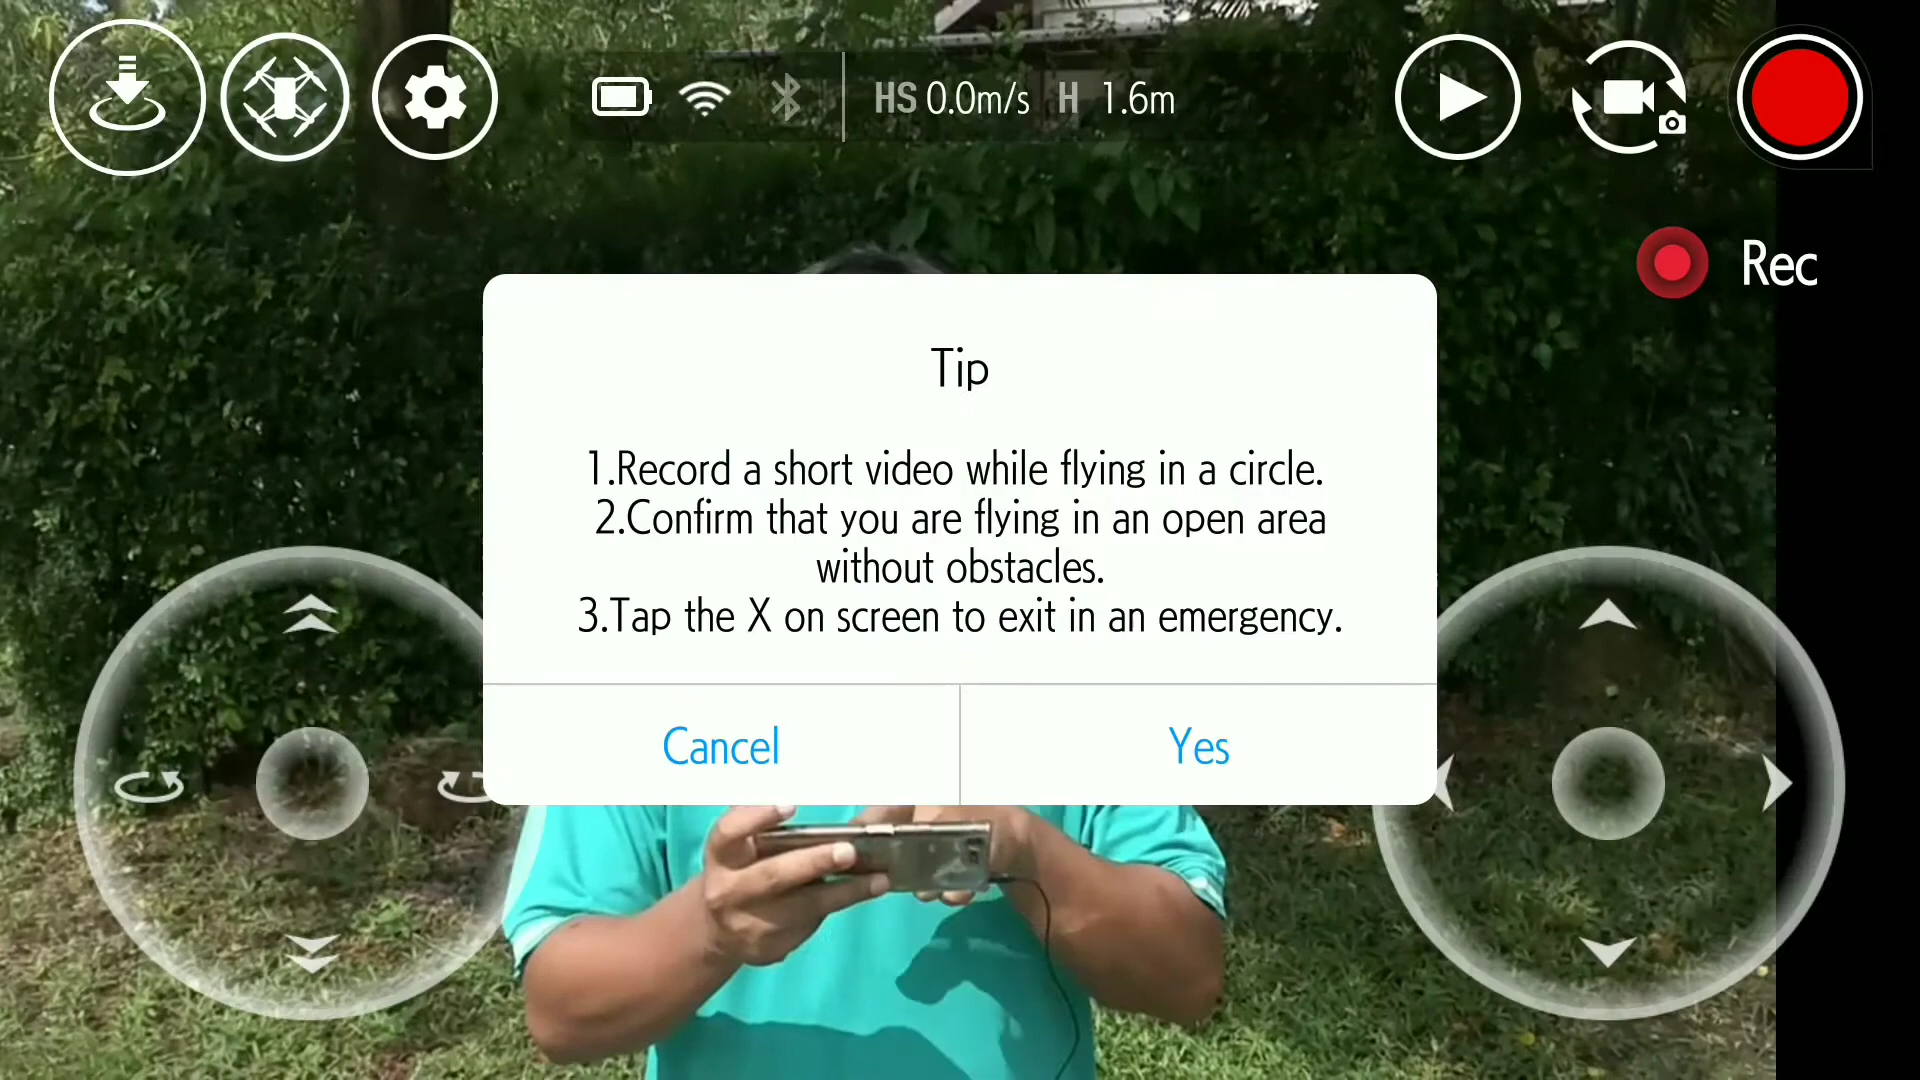 HS 0.0m/s H 1.6m
Rec
Tip
1.Record a short video while flying in a circle.
2.Confirm that you are flying in an open area
without obstacles.
3.Tap the X on screen to exit in an emergency.
Cancel Yes